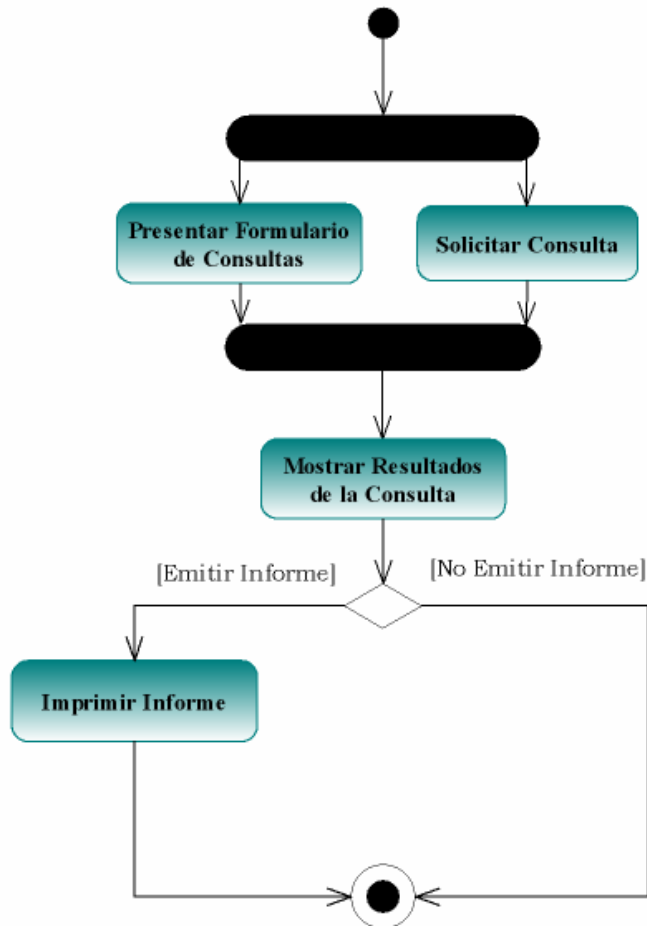 Presentar Formulario
de Consultas
Solicitar Consulta
Mostrar Resultados
de la Consulta
[Emitir Informe]
[No Emitir Informe]
Imprimir Informe